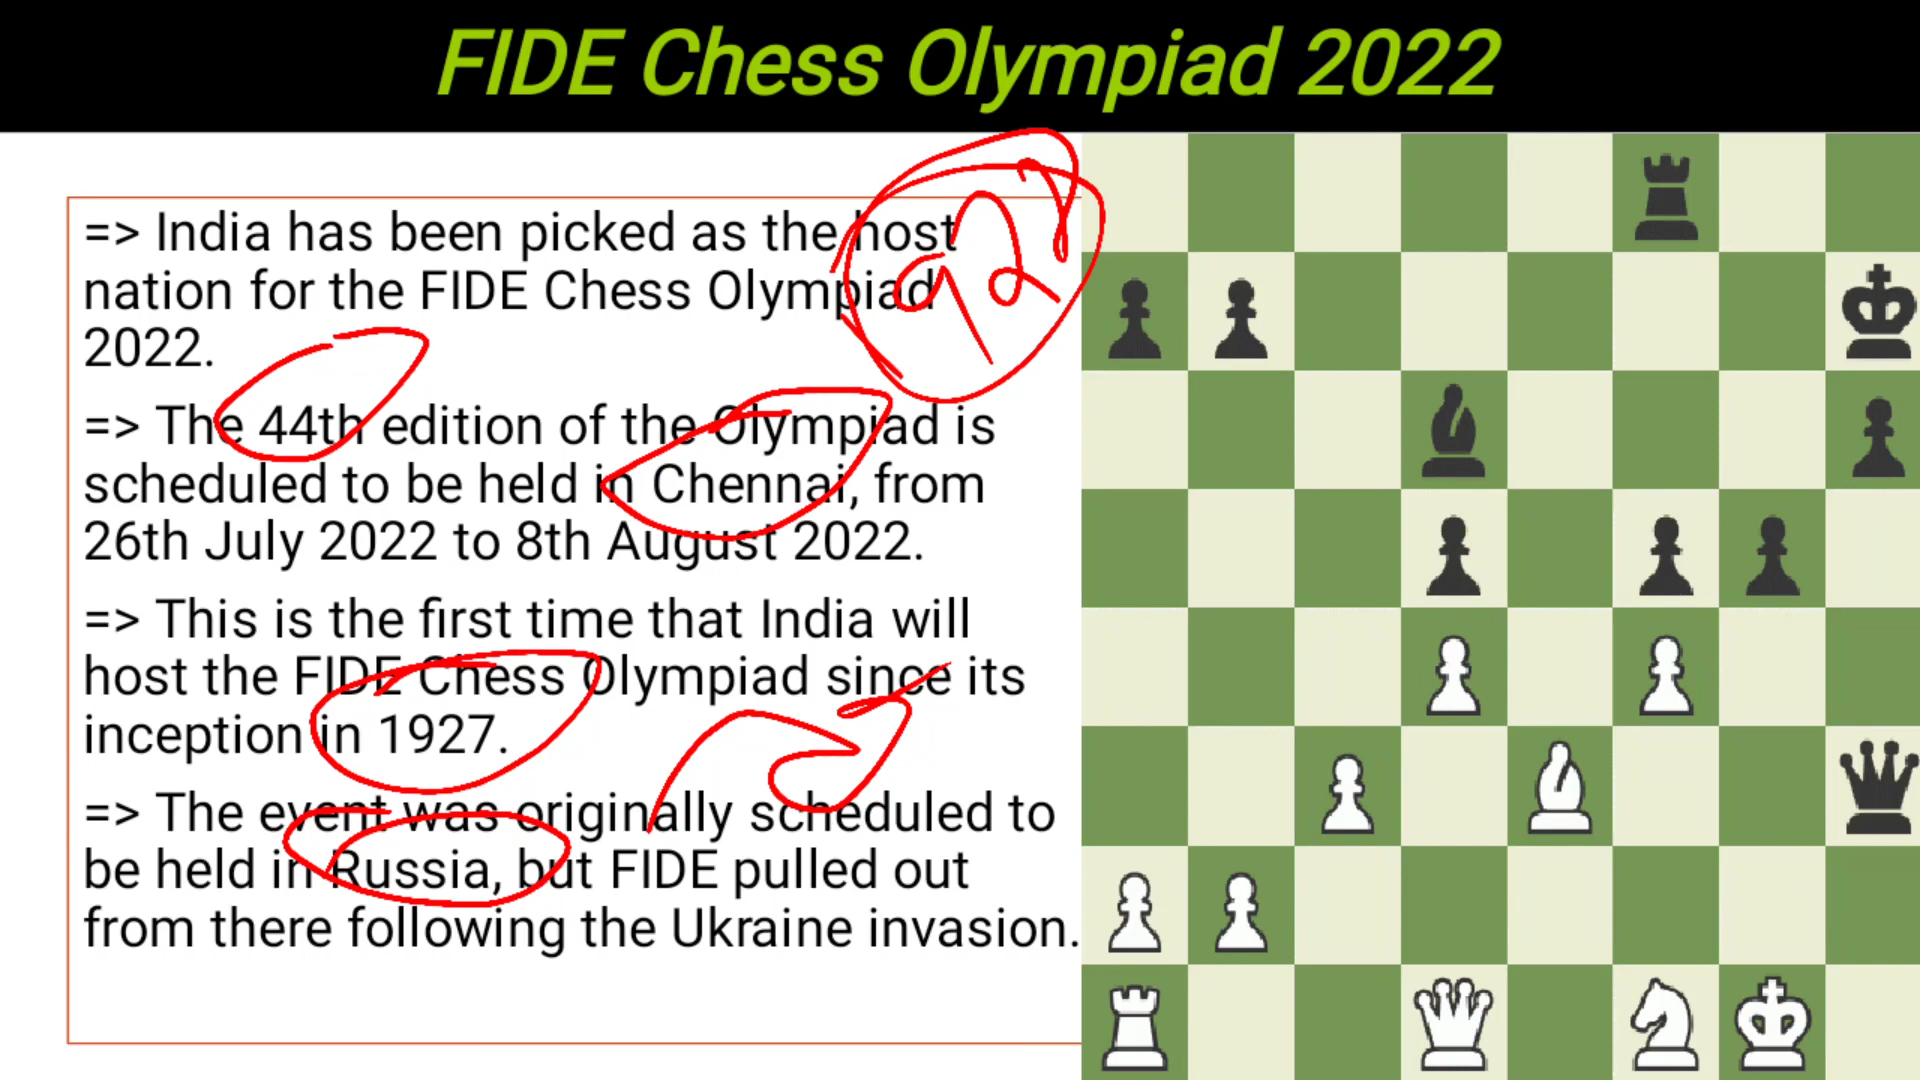 FIDE Chess Olympiad 2022
=> India has been picked as the host
nation for the FIDE Chess Olympiad
2022.
=> The 44th edition of the Olympiad is
scheduled to be held in Chennai, from
26th July 2022 to 8th August 2022.
=> This is the first time that India will
host the FIDE Chess Olympiad since its
inception in 1927.
=> The event was originally scheduled to
be held in Russia, but FIDE pulled out
from there following the Ukraine invasion.